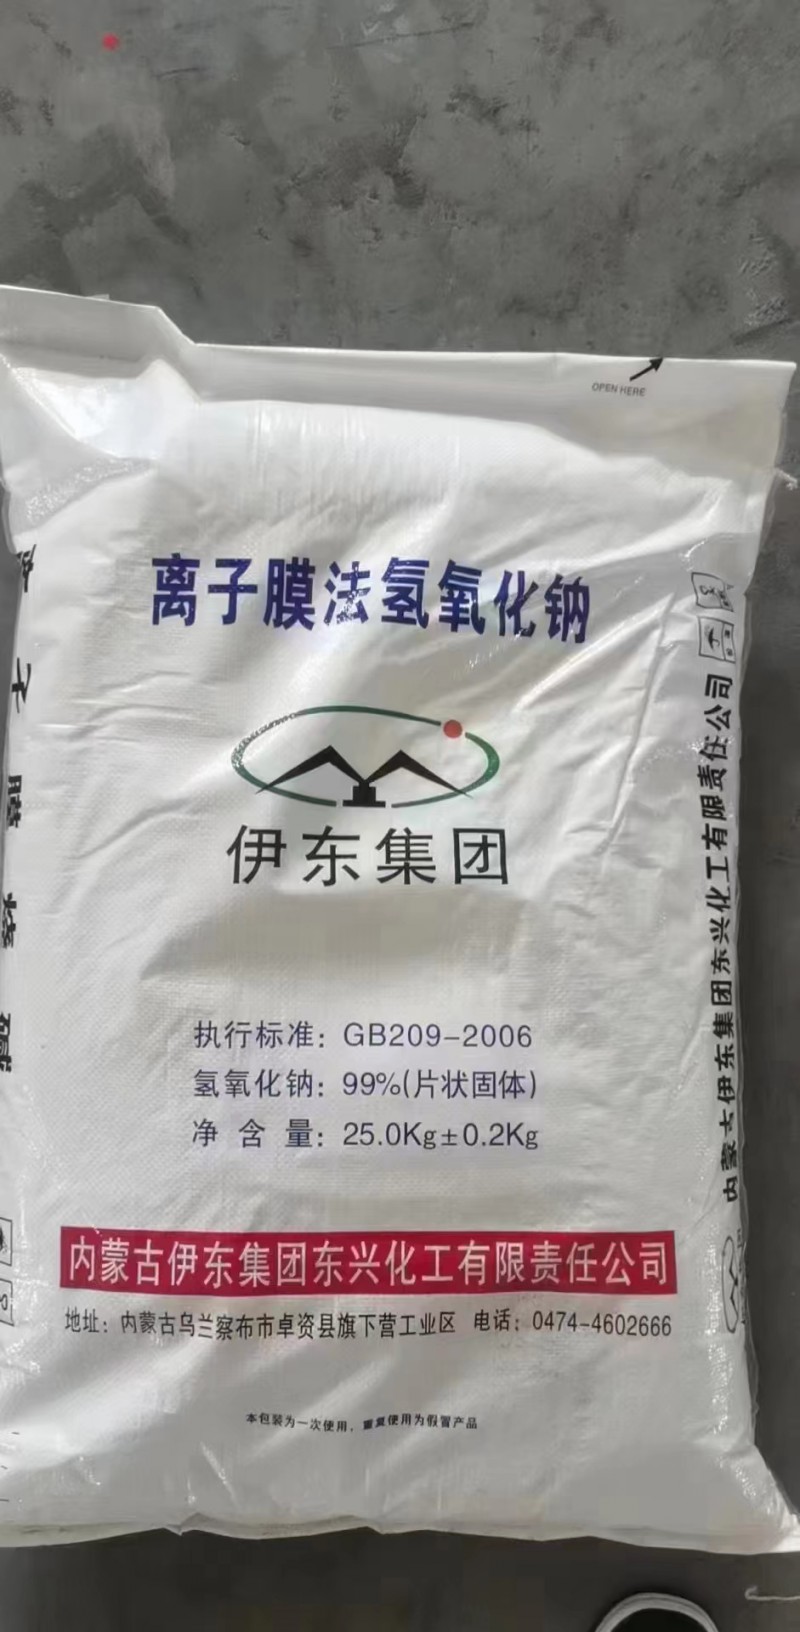 OPEN HERE
离子膜法氢氧化钠
伊东集团
执行标准：GB209-2006
氢氧化钠：99%(片状固体)
净 含 量：25.0Kg±0.2Kg
内蒙古伊东集团东兴化工有限责任公司
地址：内蒙古乌兰察布市卓资县旗下营工业区 电话：0474-4602666
本包装为一次使用，重复使用为假冒产品
内蒙古伊东集团东兴化工有限责任公司
子膜烧碱